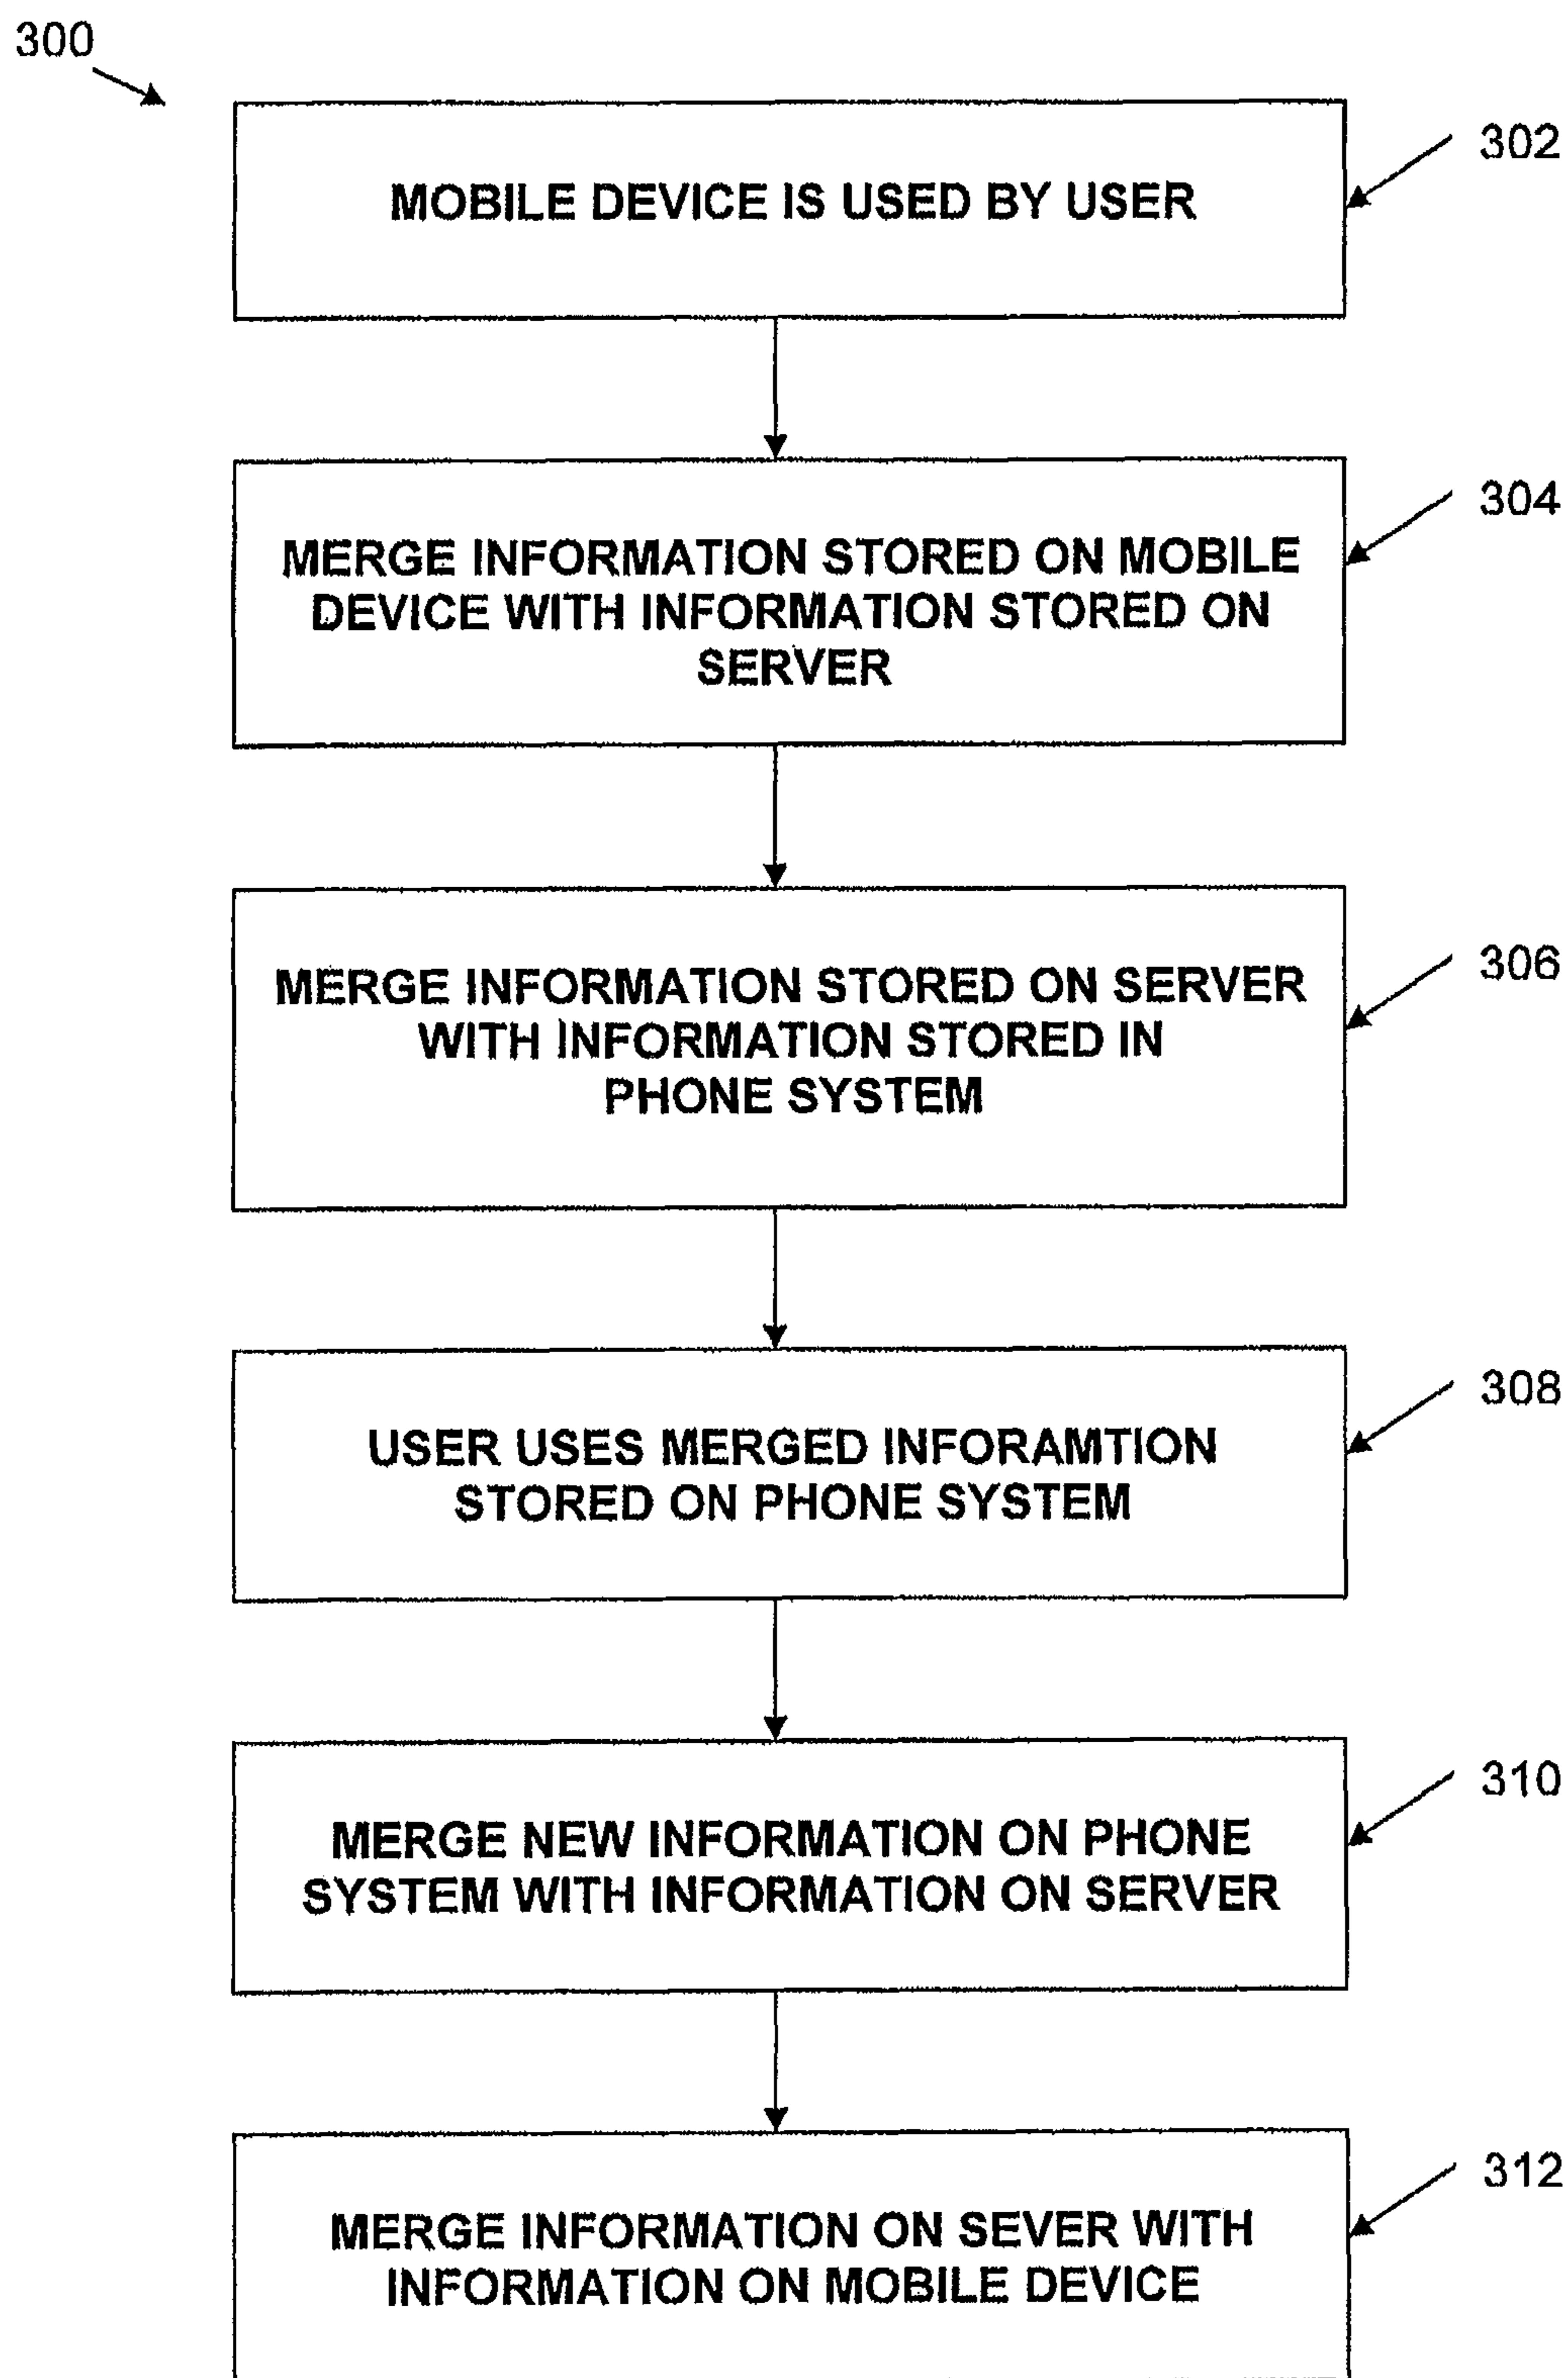 300
302
MOBILE DEVICE IS USED BY USER
304
MERGE INFORMATION STORED ON MOBILE
DEVICE WITH INFORMATION STORED ON
SERVER
306
MERGE INFORMATION STORED ON SERVER
WITH INFORMATION STORED IN
PHONE SYSTEM
308
USER USES MERGED INFORAMTION
STORED ON PHONE SYSTEM
310
MERGE NEW INFORMATION ON PHONE
SYSTEM WITH INFORMATION ON SERVER
312
MERGE INFORMATION ON SEVER WITH
INFORMATION ON MOBILE DEVICE